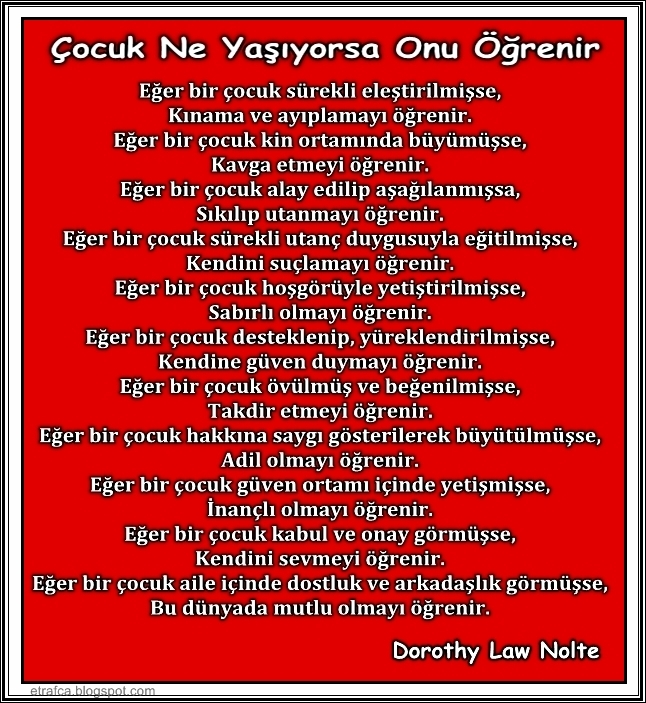 Çocuk Ne Yaşıyorsa Onu Öğrenir
Eğer bir çocuk sürekli eleştirilmişse,
Kınama ve ayıplamayı öğrenir.
Eğer bir çocuk kin ortamında büyümüşse,
Kavga etmeyi öğrenir.
Eğer bir çocuk alay edilip aşağılanmışsa,
Sıkılıp utanmayı öğrenir.
Eğer bir çocuk sürekli utanç duygusuyla eğitilmişse,
Kendini suçlamayı öğrenir.
Eğer bir çocuk hoşgörüyle yetiştirilmişse,
Sabırlı olmayı öğrenir.
Eğer bir çocuk desteklenip, yüreklendirilmişse,
Kendine güven duymayı öğrenir.
Eğer bir çocuk övülmüş ve beğenilmişse,
Takdir etmeyi öğrenir.
Eğer bir çocuk hakkına saygı gösterilerek büyütülmüşse,
Adil olmayı öğrenir.
Eğer bir çocuk güven ortamı içinde yetişmişse,
İnançlı olmayı öğrenir.
Eğer bir çocuk kabul ve onay görmüşse,
Kendini sevmeyi öğrenir.
Eğer bir çocuk aile içinde dostluk ve arkadaşlık görmüşse,
Bu dünyada mutlu olmayı öğrenir.
Dorothy Law Nolte
etrafca.blogspot.com